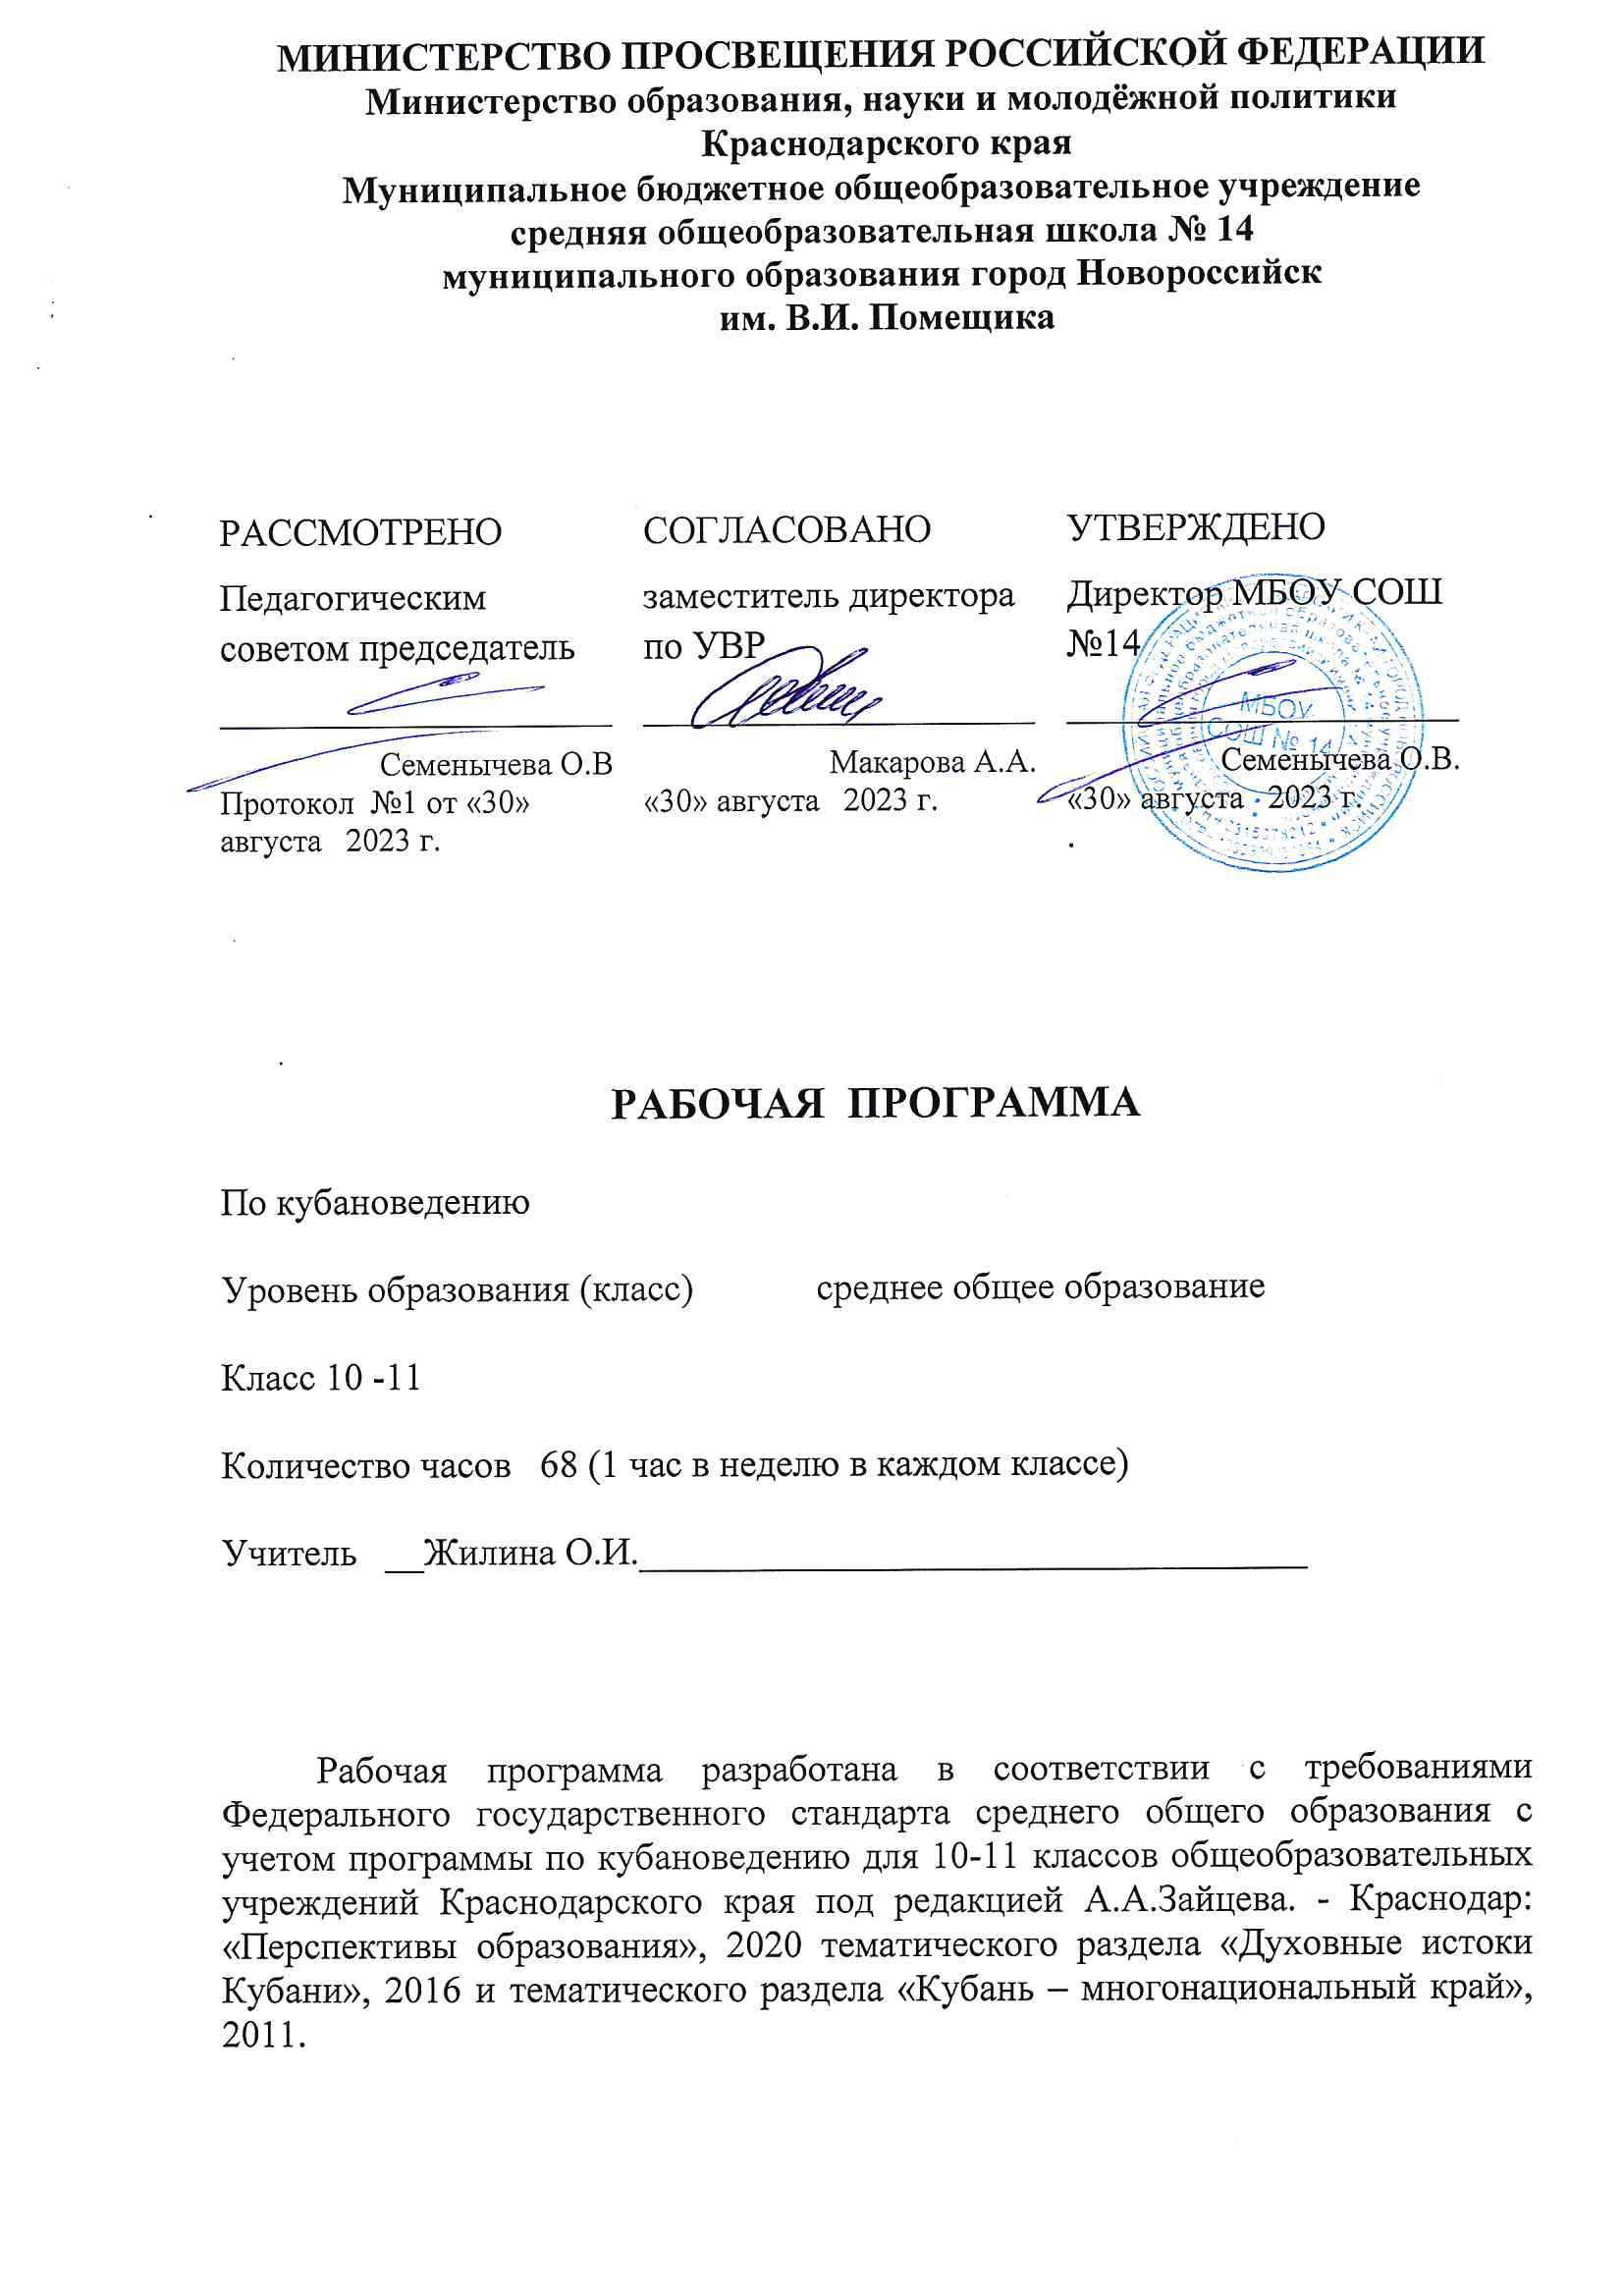 МИНИСТЕРСТВО ПРОСВЕЩЕНИЯ РОССИЙСКОЙ ФЕДЕРАЦИИ
Министерство образования, науки и молодёжной политики
Краснодарского края
Муниципальное бюджетное общеобразовательное учреждение
средняя общеобразовательная школа № 14
муниципального образования город Новороссийск
им. В.И. Помещика
РАССМОТРЕНО
Педагогическим
советом председатель
Семенычева О.В
Протокол №1 от «30»
августа 2023 г.
СОГЛАСОВАНО
заместитель директора
по УВР
Макарова А.А.
«30» августа 2023 г.
УТВЕРЖДЕНО
Директор МБОУ СОШ
№14
Семенычева О.В.
«30» августа 2023 г.
.
МБОУ
СОШ № 14
РАБОЧАЯ ПРОГРАММА
По кубановедению
Уровень образования (класс) среднее общее образование
Класс 10 -11
Количество часов 68 (1 час в неделю в каждом классе)
Учитель __Жилина О.И.__
Рабочая программа разработана в соответствии с требованиями
Федерального государственного стандарта среднего общего образования с
учетом программы по кубановедению для 10-11 классов общеобразовательных
учреждений Краснодарского края под редакцией А.А.Зайцева. - Краснодар:
«Перспективы образования», 2020 тематического раздела «Духовные истоки
Кубани», 2016 и тематического раздела «Кубань – многонациональный край»,
2011.